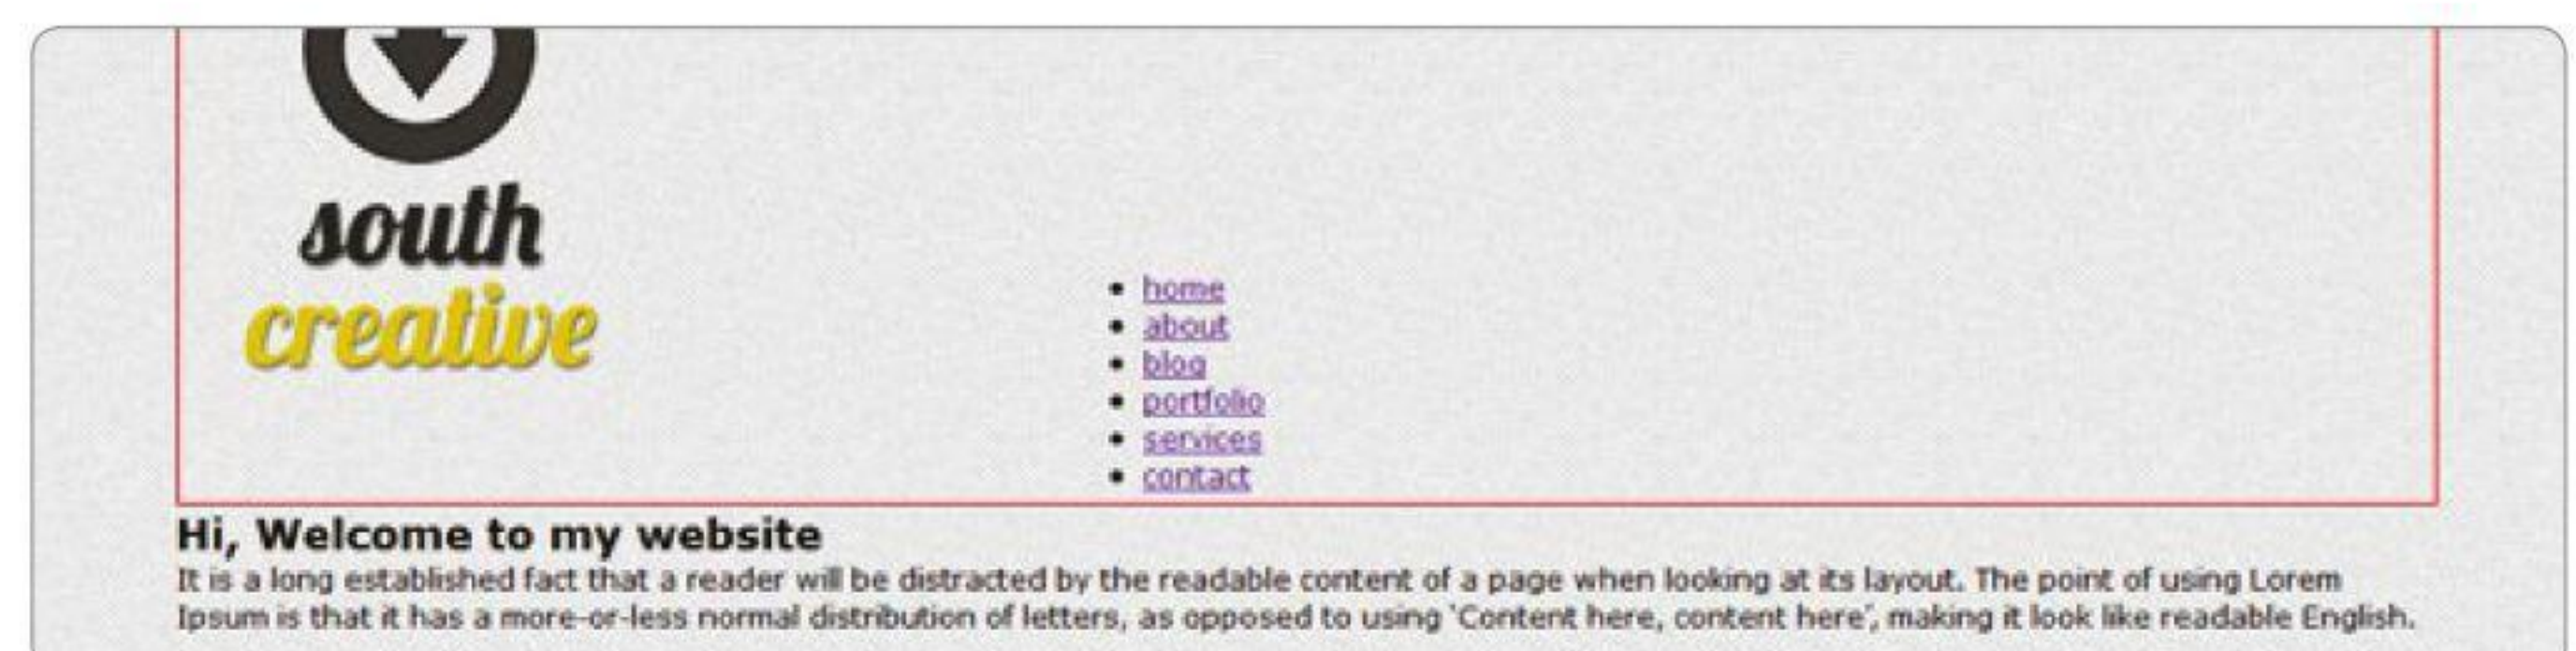 south
creative
home
about
blog
portfolio
services
contact
Hi, Welcome to my website
It is a long established fact that a reader will be distracted by the readable content of a page when looking at its layout. The point of using Lorem
Ipsum is that it has a more-or-less normal distribution of letters, as opposed to using 'Content here, content here', making it look like readable English.